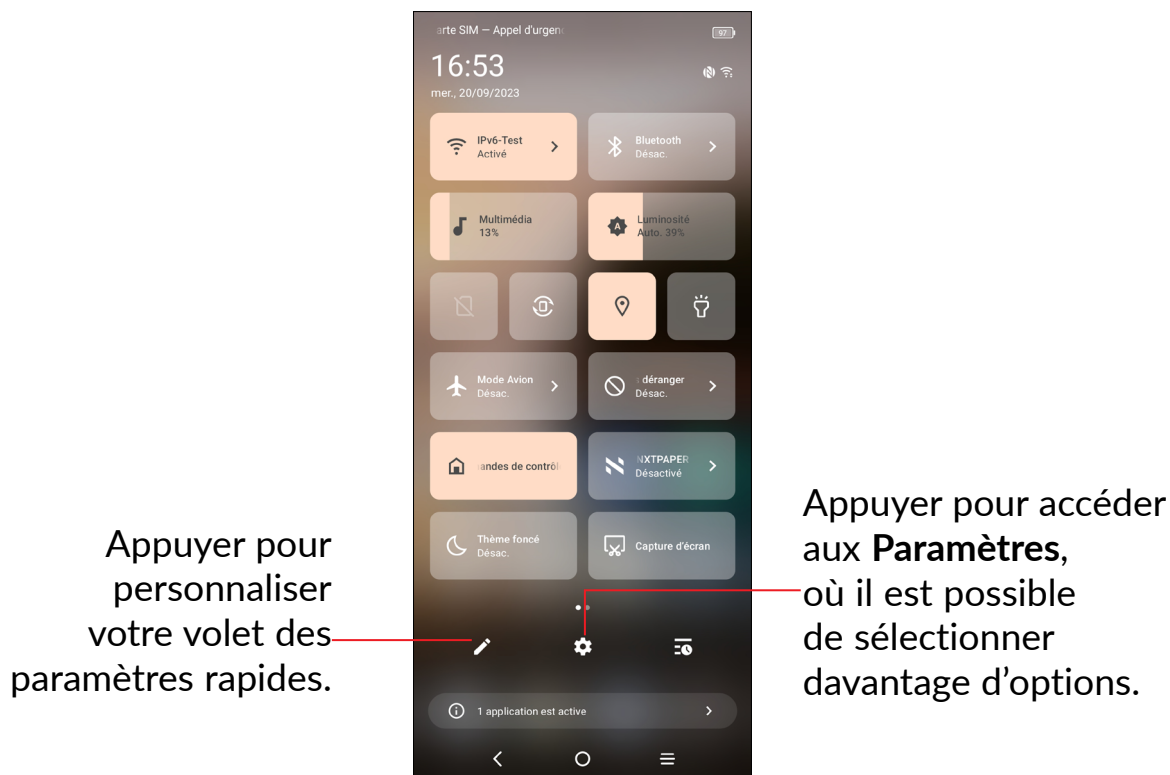 arte SIM — Appel d'urgen
97
16:53
mer., 20/09/2023
IPv6-Test
Activé
Bluetooth
Désac.
Multimédia
13%
Luminosité
Auto. 39%
Mode Avion
Désac.
déranger
Désac.
andes de contrôl
NXTPAPER
Désactivé
Thème foncé
Désac.
Capture d'écran
1 application est active
Appuyer pour
personnaliser
votre volet des
paramètres rapides.
Appuyer pour accéder
aux Paramètres,
où il est possible
de sélectionner
davantage d’options.